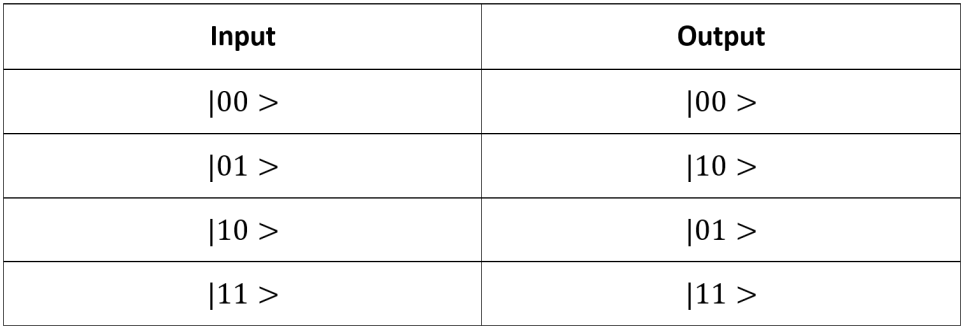 Input Output
|00 > |00 >
|01 > |10 >
|10 > |01 >
|11 > |11 >